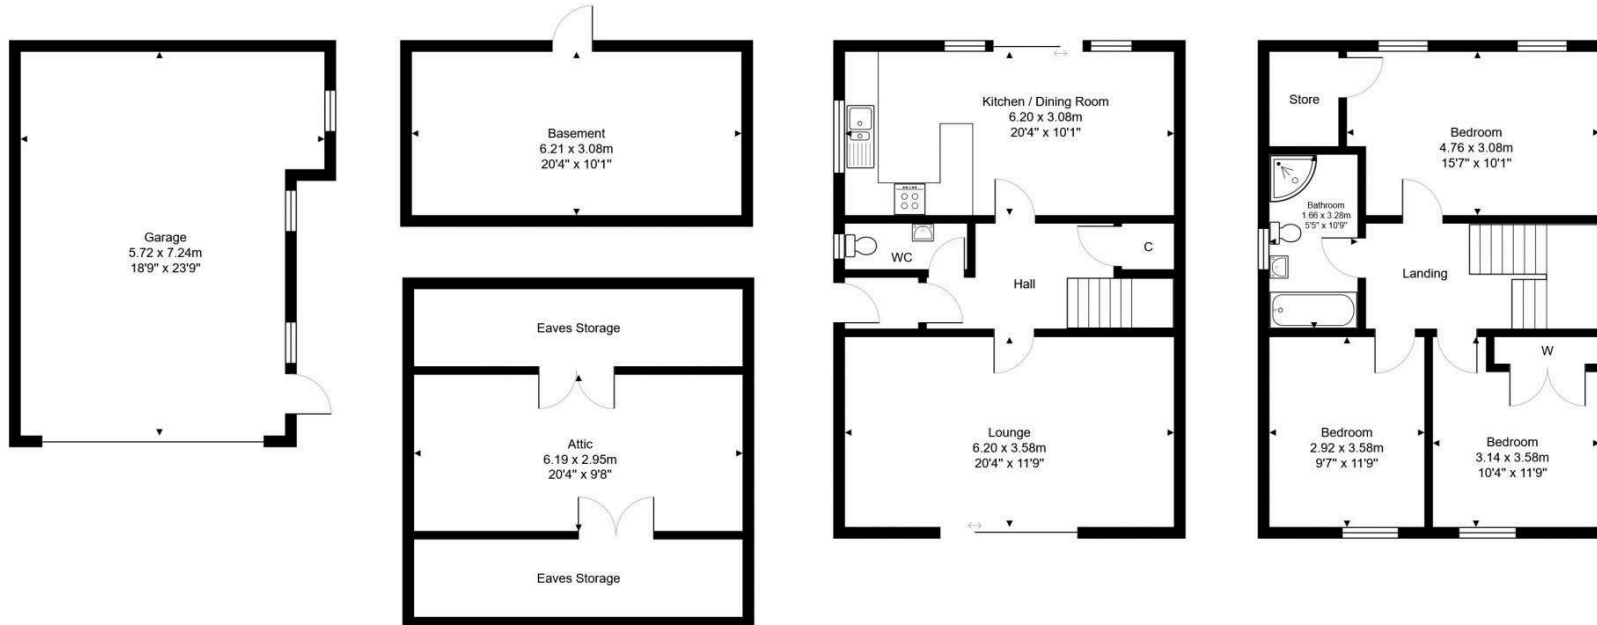 Garage
5.72 x 7.24m
18'9" x 23'9"
Basement
6.21 x 3.08m
20'4" x 10'1"
Eaves Storage
Attic
6.19 x 2.95m
20'4" x 9'8"
Eaves Storage
Kitchen / Dining Room
6.20 x 3.08m
20'4" x 10'1"
WC
C
Hall
Lounge
6.20 x 3.58m
20'4" x 11'9"
Store
Bedroom
4.76 x 3.08m
15'7" x 10'1"
Bathroom
1.66 x 3.28m
5'5" x 10'9"
Landing
W
Bedroom
2.92 x 3.58m
9'7" x 11'9"
Bedroom
3.14 x 3.58m
10'4" x 11'9"